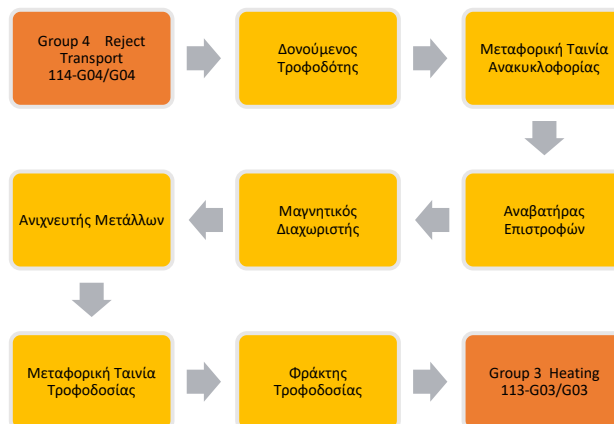 Group 4 Reject
Transport
114-G04/G04
Δονούμενος
Τροφοδότης
Μεταφορική Ταινία
Ανακυκλοφορίας
Αναβατήρας
Επιστροφών
Μαγνητικός
Διαχωριστής
Ανιχνευτής Μετάλλων
Μεταφορική Ταινία
Τροφοδοσίας
Φράκτης
Τροφοδοσίας
Group 3 Heating
113-G03/G03